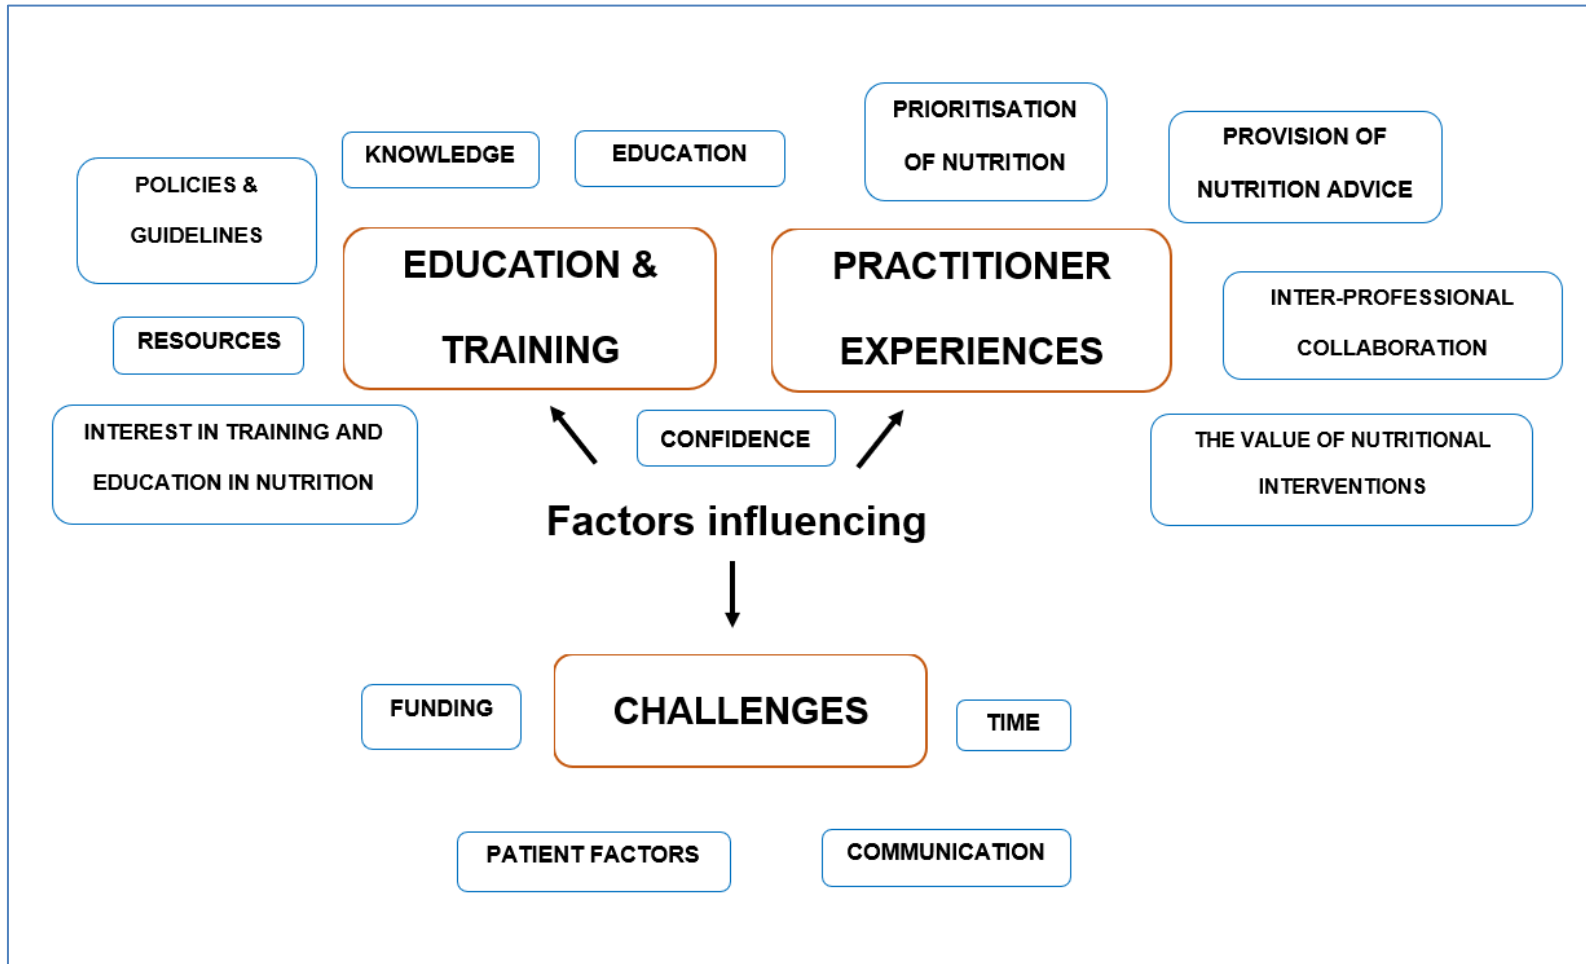 PRIORITISATION
OF NUTRITION
PROVISION OF
NUTRITION ADVICE
KNOWLEDGE
EDUCATION
POLICIES &
GUIDELINES
EDUCATION &
TRAINING
PRACTITIONER
EXPERIENCES
INTER-PROFESSIONAL
COLLABORATION
RESOURCES
INTEREST IN TRAINING AND
EDUCATION IN NUTRITION
CONFIDENCE
THE VALUE OF NUTRITIONAL
INTERVENTIONS
Factors influencing
FUNDING
CHALLENGES
TIME
PATIENT FACTORS
COMMUNICATION